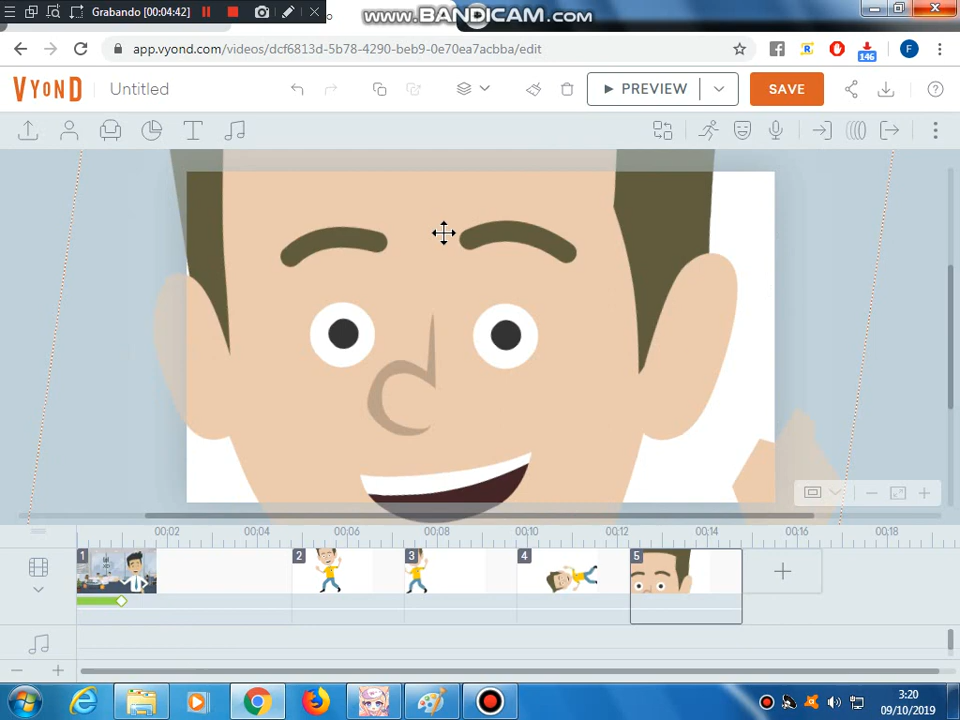 Grabando [00:04:42]
WWW.BANDICAM.COM
app.vyond.com/videos/dcf6813d-5b78-4290-beb9-0e70ea7acbba/edit
146
F
VYOND
Untitled
PREVIEW
SAVE
00:02 00:04 00:06 00:08 00:10 00:12 00:14 00:16 00:18
1 2 3 4 5
3:20
09/10/2019